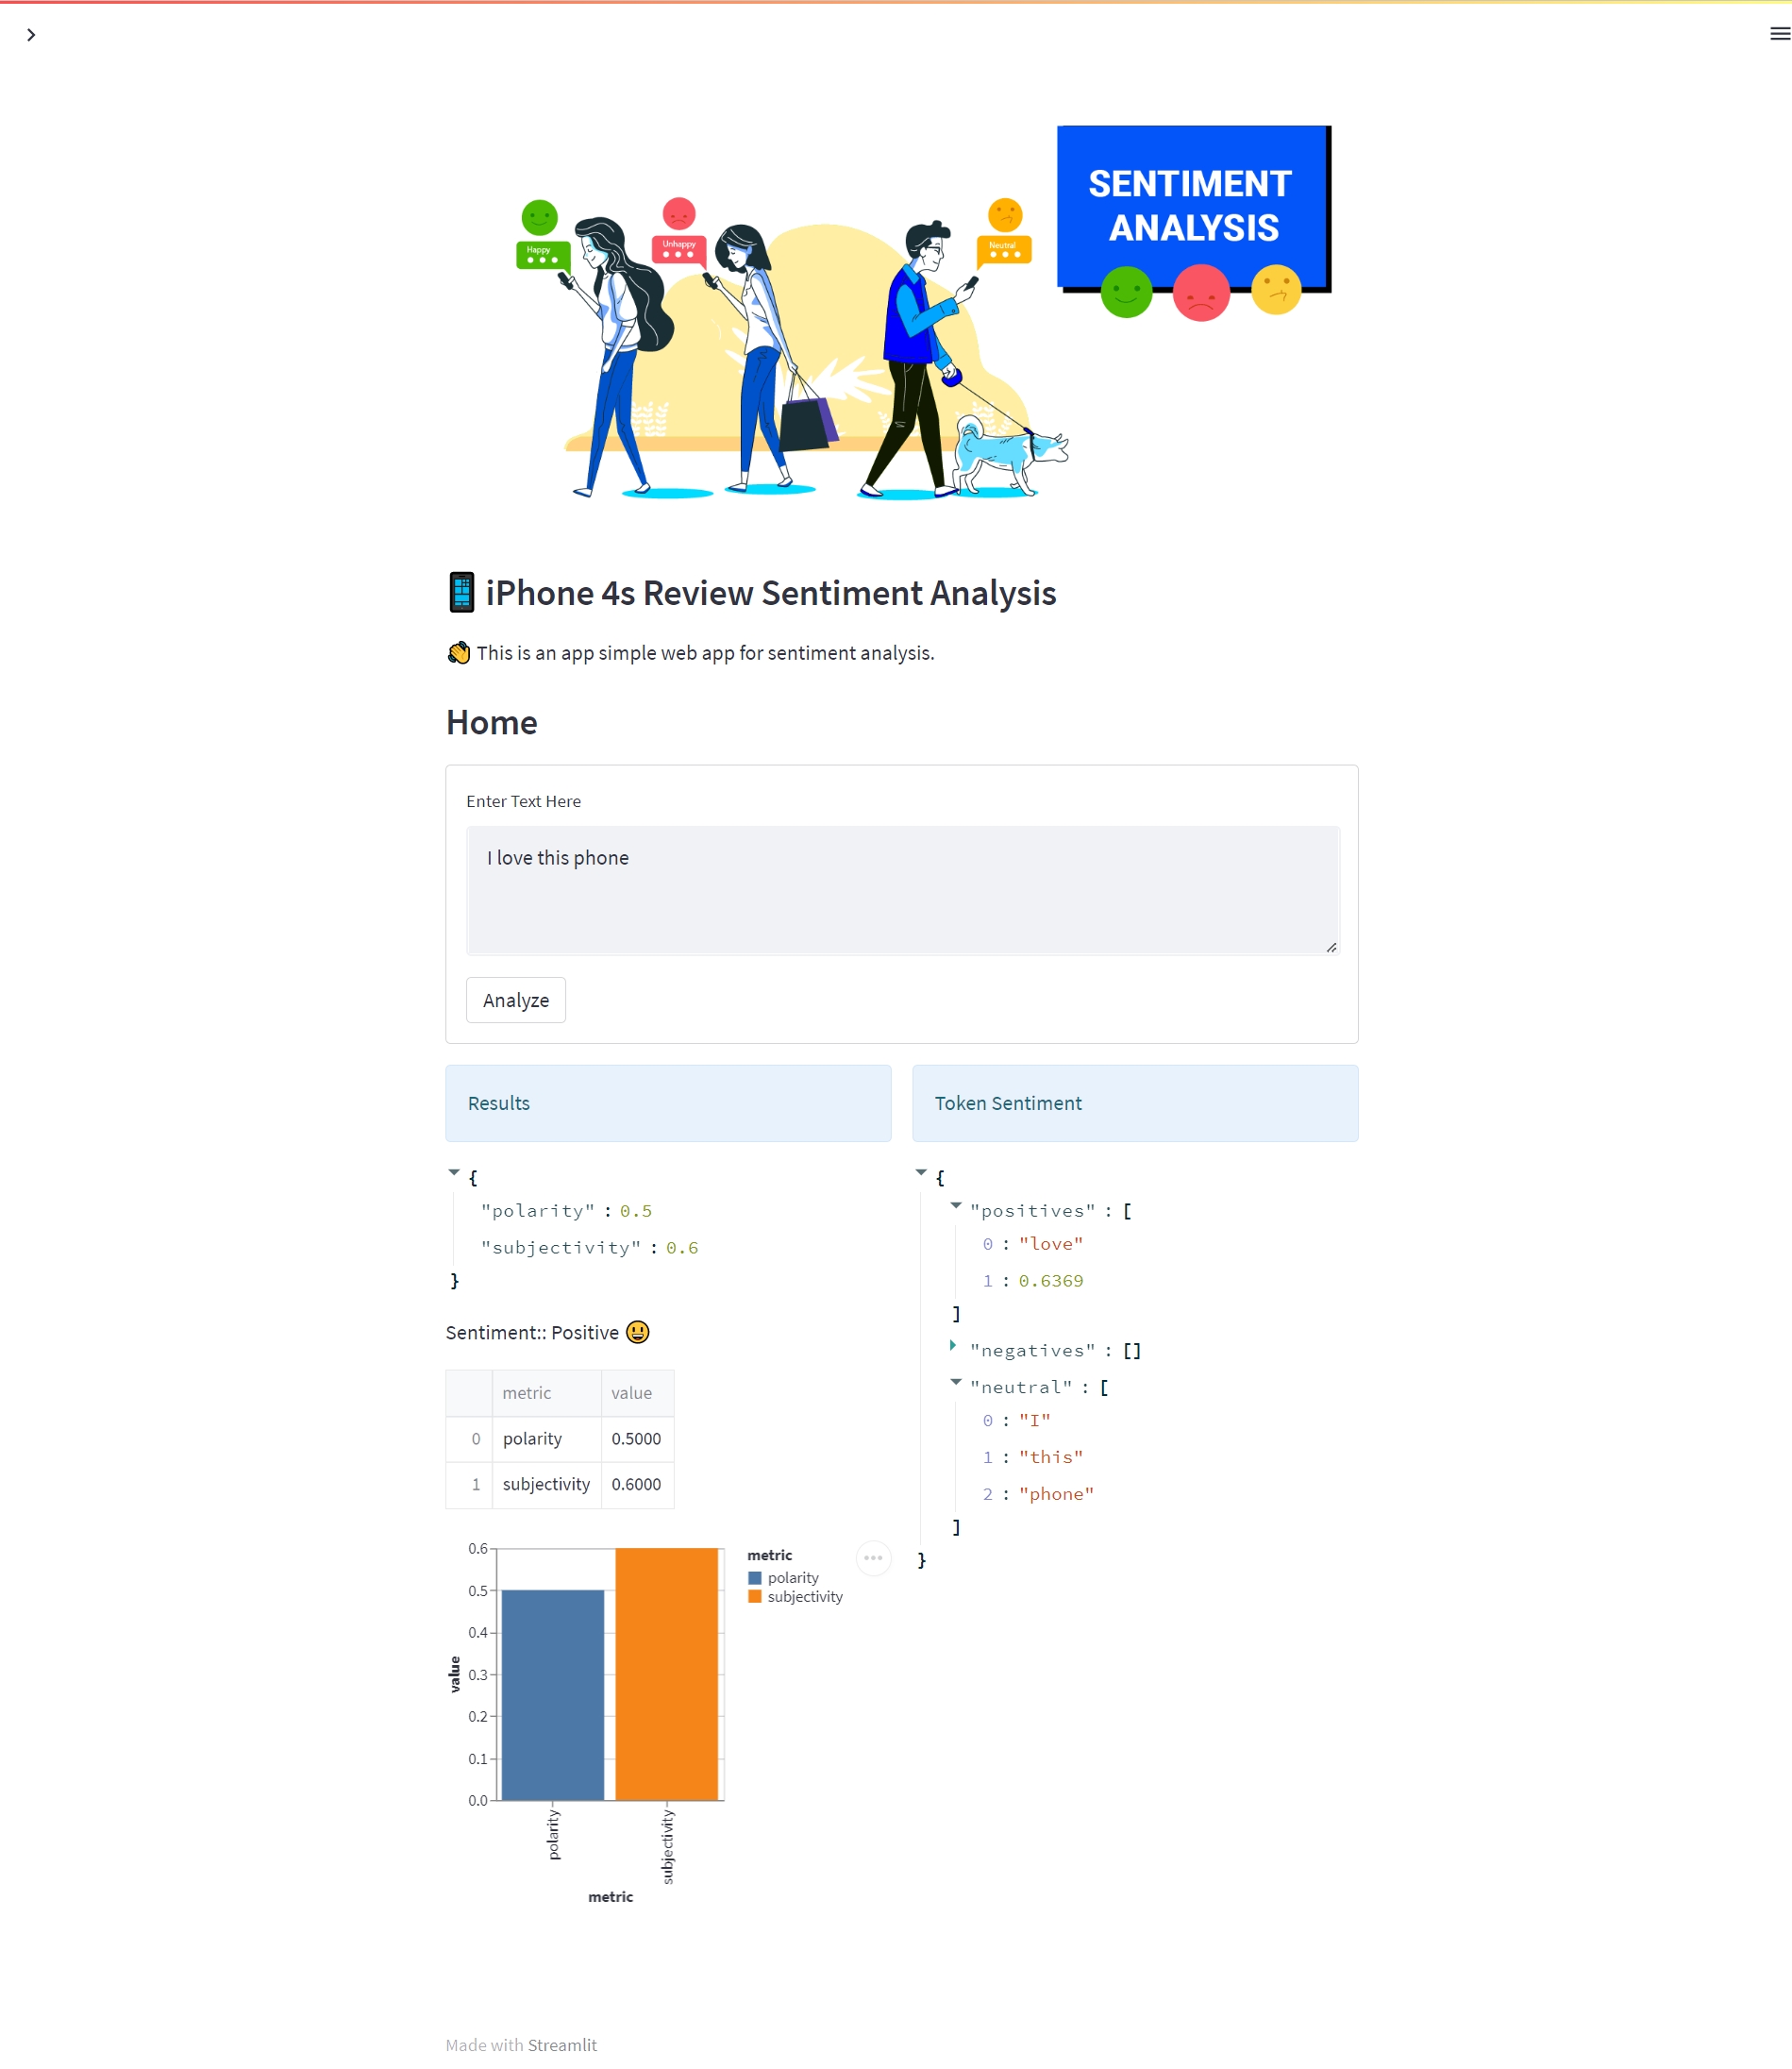 SENTIMENT
ANALYSIS
Happy
Unhappy
Neutral
iPhone 4s Review Sentiment Analysis
This is an app simple web app for sentiment analysis.
Home
Enter Text Here
I love this phone
Analyze
Results
{
"polarity" : 0.5
"subjectivity" : 0.6
}
Sentiment:: Positive 😃
metric value
0 polarity 0.5000
1 subjectivity 0.6000
0.6
0.5
0.4
0.3
0.2
0.1
0.0
value
polarity
subjectivity
metric
metric
polarity
subjectivity
Token Sentiment
{
"positives" : [
0 : "love"
1 : 0.6369
]
"negatives" : []
"neutral" : [
0 : "I"
1 : "this"
2 : "phone"
]
}
Made with Streamlit